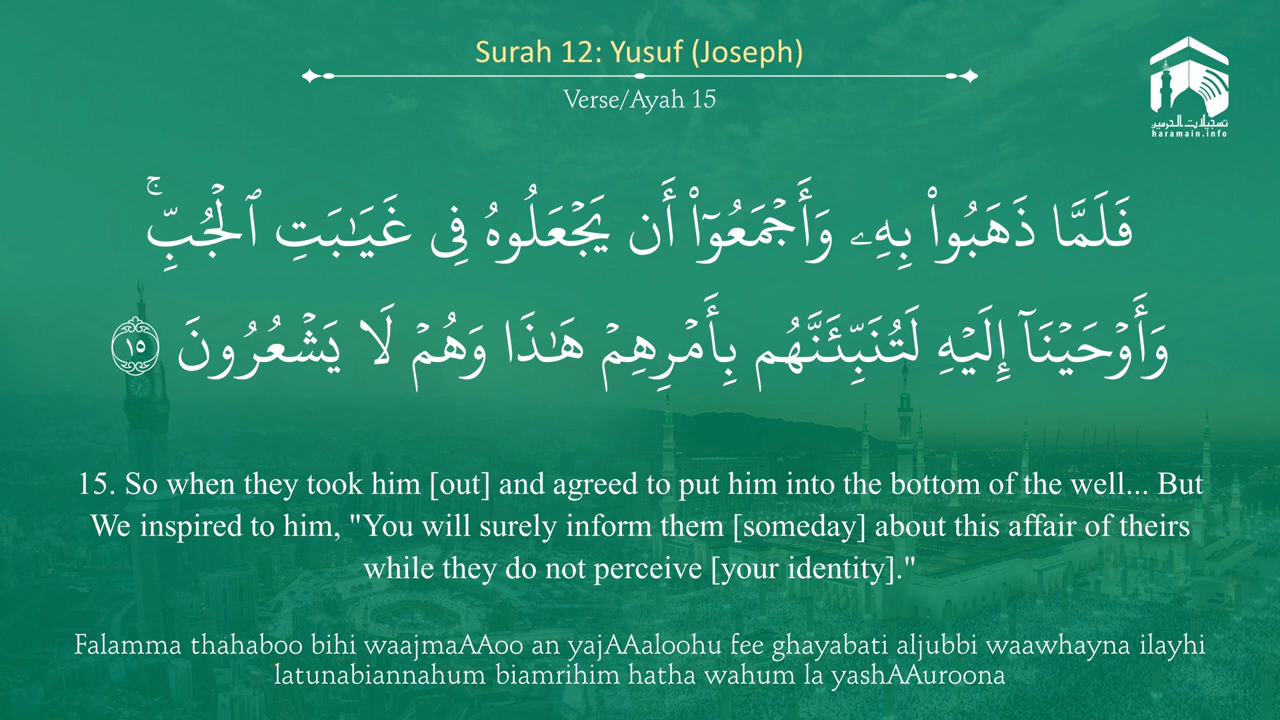 Surah 12: Yusuf (Joseph)
Verse/Ayah 15
تسجيلات الحرمين
haramain.info
فَلَمَّا ذَهَبُوا۟ بِهِۦ وَأَجْمَعُوٓا۟ أَن يَجْعَلُوهُ فِى غَيَـٰبَتِ ٱلْجُبِّ ۚ
وَأَوْحَيْنَآ إِلَيْهِ لَتُنَبِّئَنَّهُم بِأَمْرِهِمْ هَـٰذَا وَهُمْ لَا يَشْعُرُونَ ١٥
15. So when they took him [out] and agreed to put him into the bottom of the well... But
We inspired to him, "You will surely inform them [someday] about this affair of theirs
while they do not perceive [your identity]."
Falamma thahaboo bihi waajmaAAoo an yajAAaloohu fee ghayabati aljubbi waawhayna ilayhi
latunabiannahum biamrihim hatha wahum la yashAAuroona